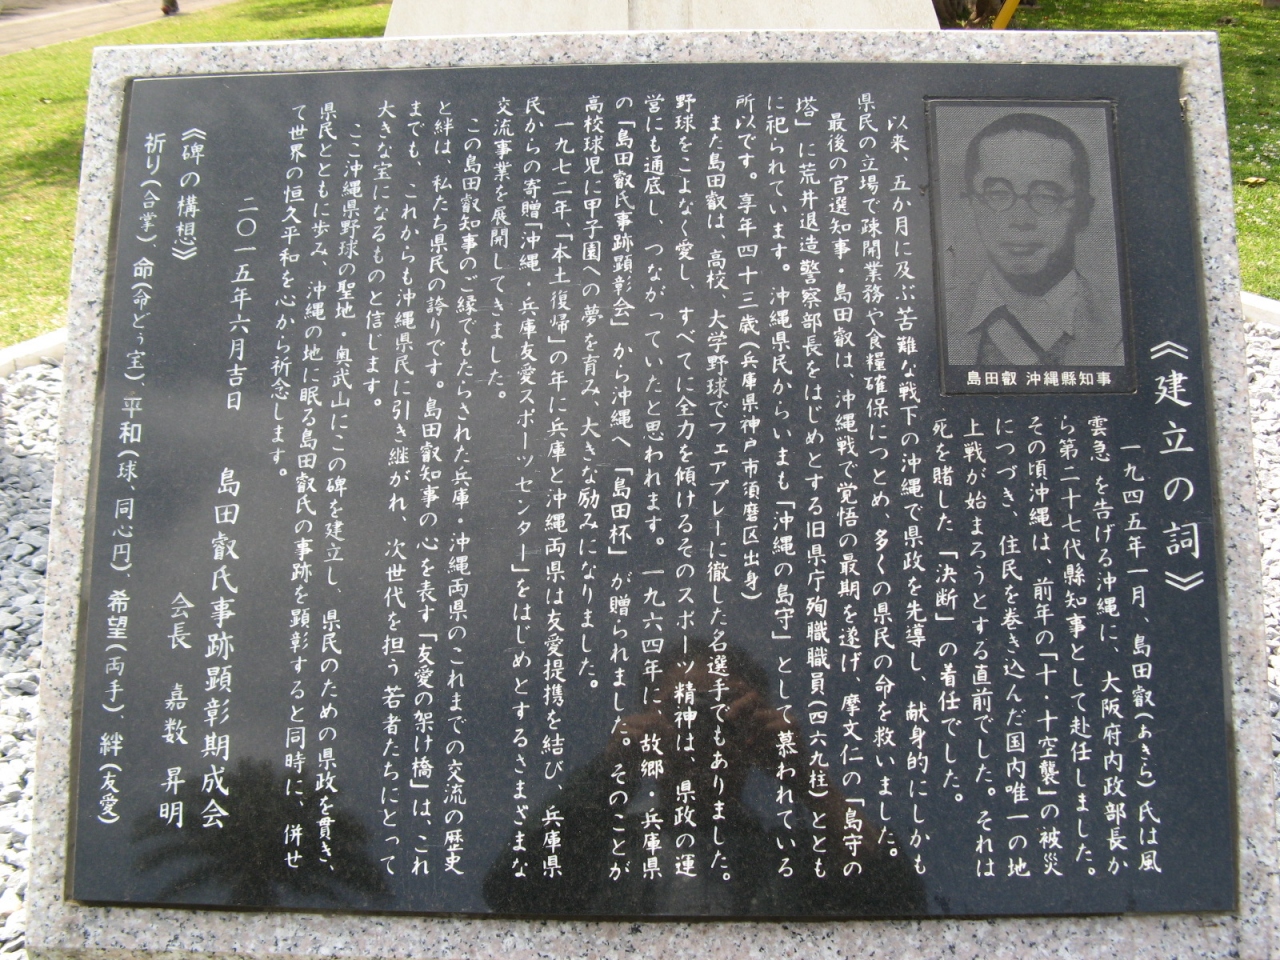 《建立の詞》
一九四五年一月、島田叡(あきら)氏は風
雲急　を告げる沖縄に、大阪府内政部長か
ら第二十七代縣知事として赴任しました。
その頃沖縄は、前年の「十・十空襲」の被災
につづき、住民を巻き込んだ国内唯一の地
上戦が始まろうとする直前でした。それは
死を賭した「決断」の着任でした。
島田叡 沖縄縣知事
以来、五か月に及ぶ苦難な戦下の沖縄で県政を先導し、献身的にしかも
県民の立場で疎開業務や食糧確保につとめ、多くの県民の命を救いました。
最後の官選知事・島田叡は、沖縄戦で覚悟の最期を遂げ、摩文仁の「島守の
塔」に荒井退造警察部長をはじめとする旧県庁殉職職員(四六九柱)ととも
に祀られています。沖縄県民からいまも「沖縄の島守」として慕われている
所以です。享年四十三歳(兵庫県神戸市須磨区出身)
また島田叡は、高校、大学野球でフェアプレーに徹した名選手でもありました。
野球をこよなく愛し、すべてに全力を傾けるそのスポーツ精神は、県政の運
営にも通底し、つながっていたと思われます。一九六四年に、故郷・兵庫県
の「島田叡氏事跡顕彰会」から沖縄へ「島田杯」が贈られました。そのことが
高校球児に甲子園への夢を育み、大きな励みになりました。
一九七二年、「本土復帰」の年に兵庫と沖縄両県は友愛提携を結び、兵庫県
民からの寄贈「沖縄・兵庫友愛スポーツセンター」をはじめとするさまざまな
交流事業を展開してきました。
この島田叡知事のご縁でもたらされた兵庫・沖縄両県のこれまでの交流の歴史
と絆は、私たち県民の誇りです。島田叡知事の心を表す「友愛の架け橋」は、これ
までも、これからも沖縄県民に引き継がれ、次世代を担う若者たちにとって
大きな宝になるものと信じます。
ここ沖縄県野球の聖地・奥武山にこの碑を建立し、県民のための県政を貫き、
県民とともに歩み、沖縄の地に眠る島田叡氏の事跡を顕彰すると同時に、併せ
て世界の恒久平和を心から祈念します。
二〇一五年六月吉日　島田叡氏事跡顕彰期成会
会長　嘉数昇明
《碑の構想》
祈り(合掌)、命(命どぅ宝)、平和(球、同心円)、希望(両手)、絆(友愛)